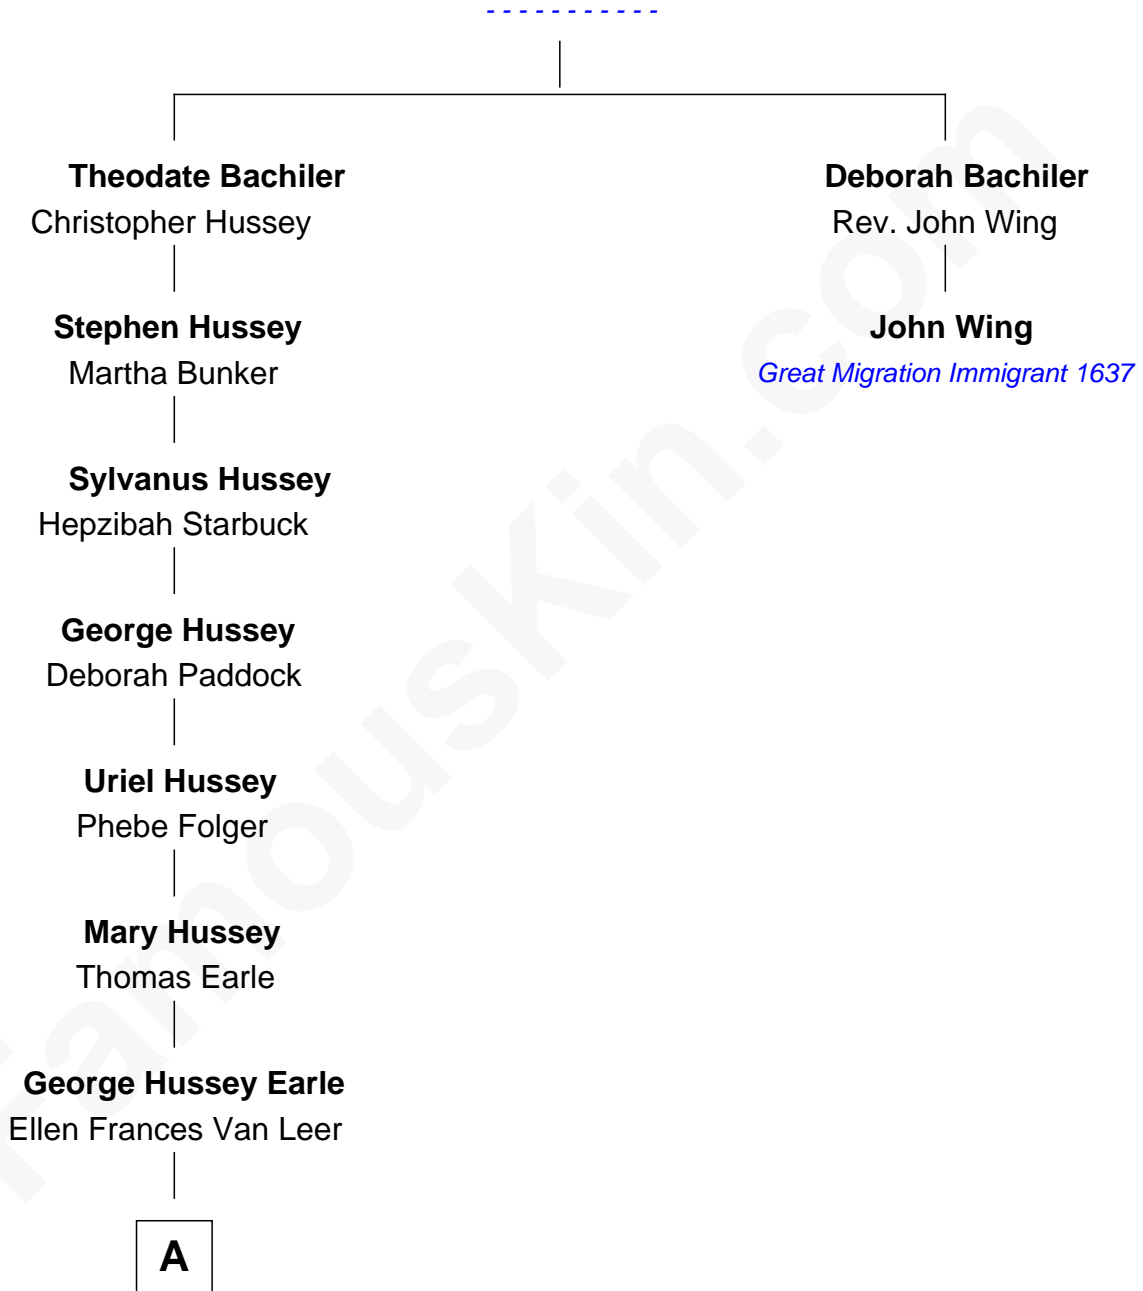 - - - - - - - - - - -
Theodate Bachiler
Christopher Hussey
Deborah Bachiler
Rev. John Wing
Stephen Hussey
Martha Bunker
John Wing
Great Migration Immigrant 1637
Sylvanus Hussey
Hepzibah Starbuck
George Hussey
Deborah Paddock
Uriel Hussey
Phebe Folger
Mary Hussey
Thomas Earle
George Hussey Earle
Ellen Frances Van Leer
A
FamousKin.com